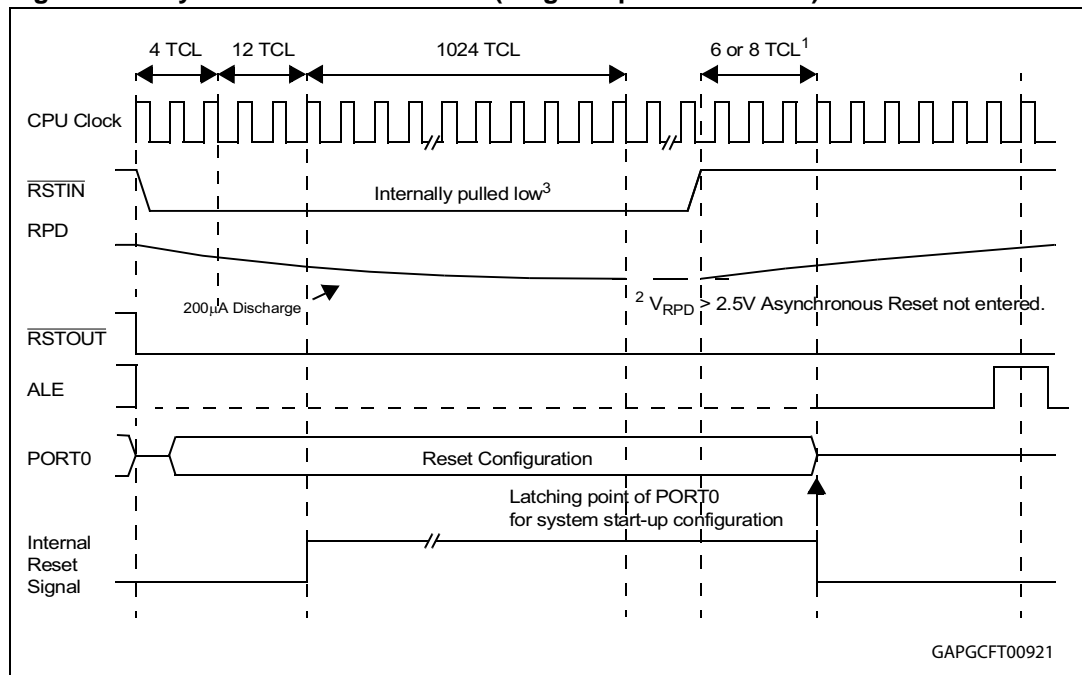 4 TCL 12 TCL 1024 TCL 6 or 8 TCL¹
CPU Clock
RSTIN
Internally pulled low³
RPD
200µA Discharge
² VRPD > 2.5V Asynchronous Reset not entered.
RSTOUT
ALE
PORT0
Reset Configuration
Latching point of PORT0
for system start-up configuration
Internal
Reset
Signal
GAPGCFT00921